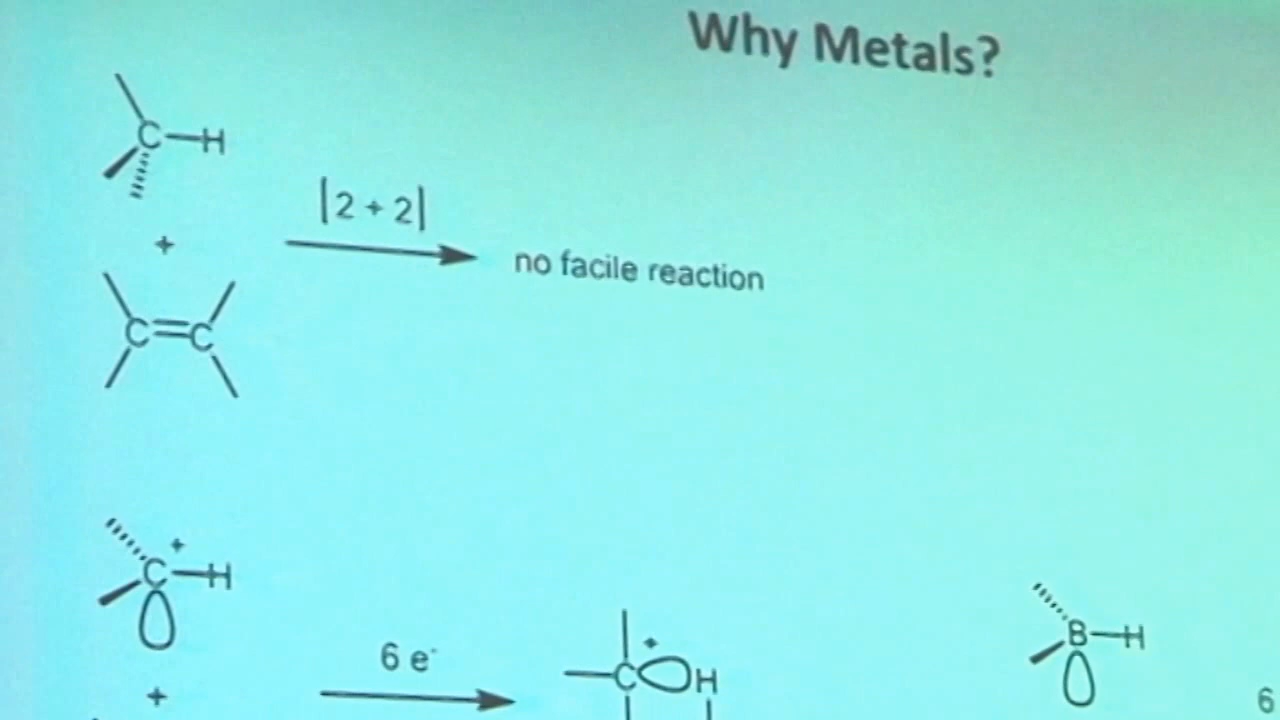 Why Metals?
C—H
|2 + 2|
+
no facile reaction
C=C
+
C—H
B—H
6 e-
+
C H
+
6